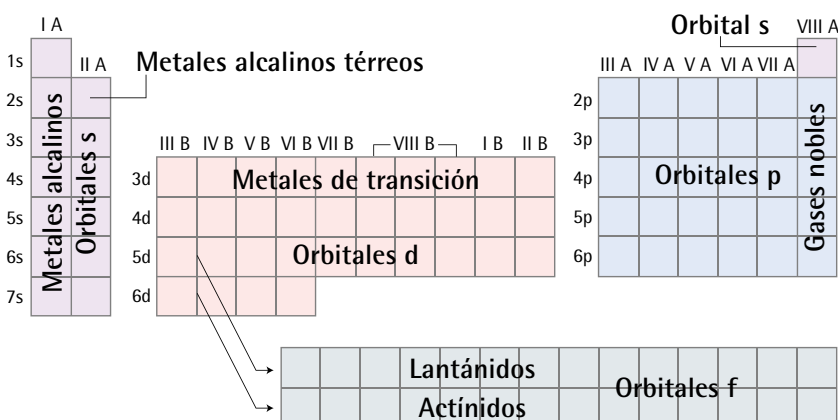 I A
Orbital s
VIII A
1s
II A
Metales alcalinos térreos
III A IV A V A VI A VII A
2s
2p
3s
III B IV B V B VI B VII B VIII B I B II B
3p
4s
3d
Metales de transición
4p
Orbitales p
5s
4d
5p
6s
5d
Orbitales d
6p
7s
6d
Metales alcalinos
Orbitales s
Gases nobles
Lantánidos
Orbitales f
Actínidos